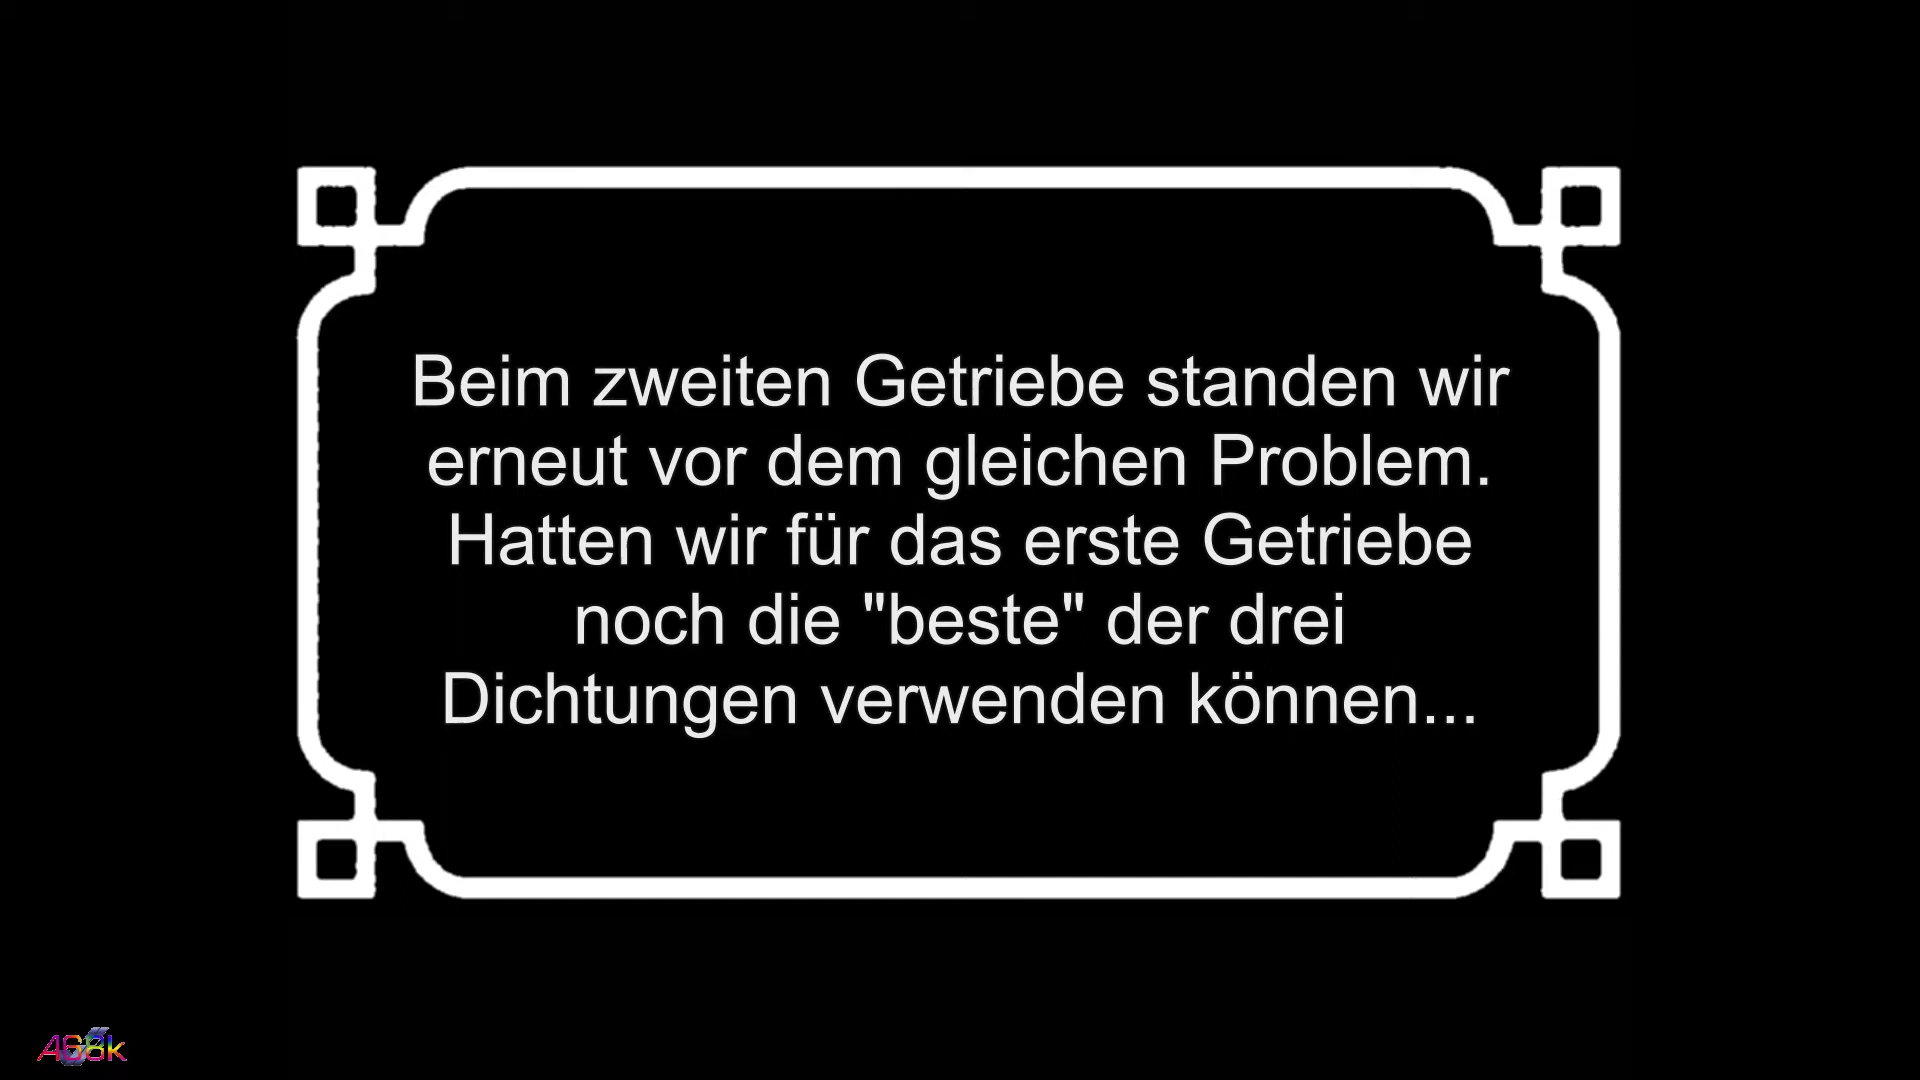 Beim zweiten Getriebe standen wir
erneut vor dem gleichen Problem.
Hatten wir für das erste Getriebe
noch die "beste" der drei
Dichtungen verwenden können...